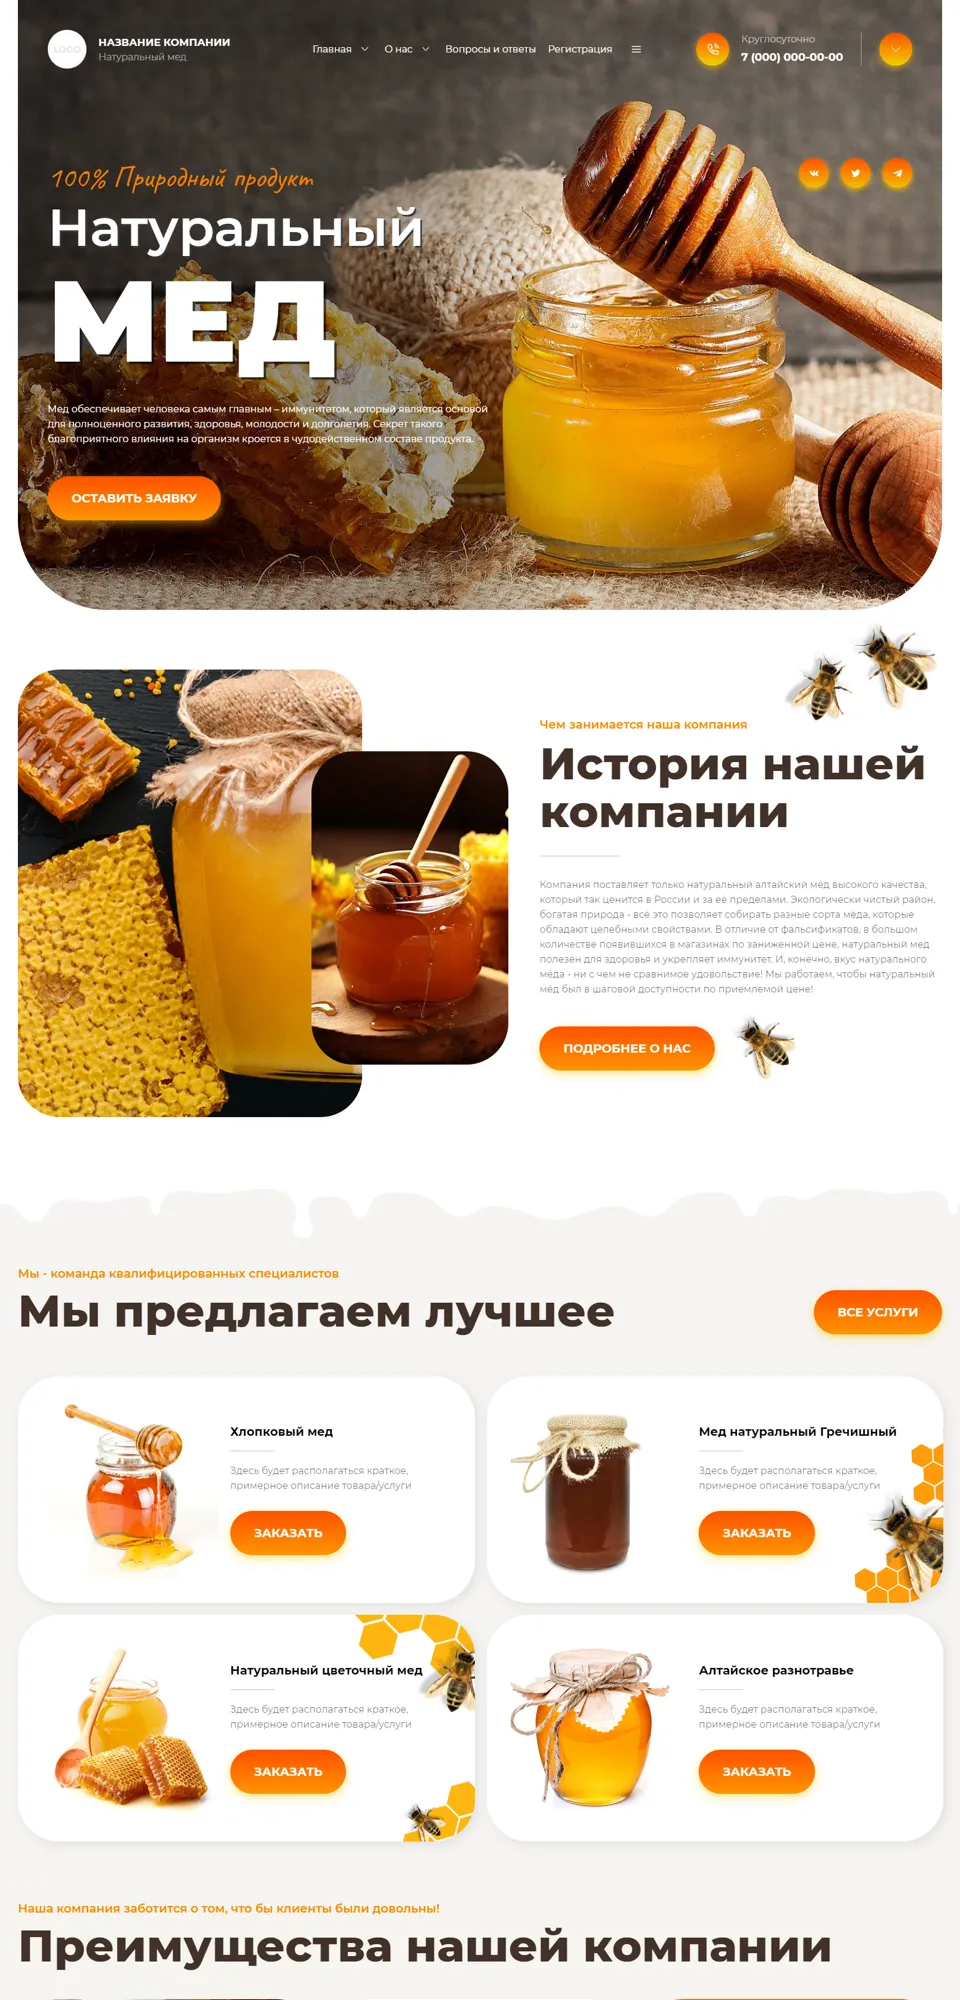 LOGO
НАЗВАНИЕ КОМПАНИИ
Натуральный мед
Главная
О нас
Вопросы и ответы
Регистрация
Круглосуточно
7 (000) 000-00-00
100% Природный продукт
Натуральный
МЕД
Мед обеспечивает человека самым главным – иммунитетом, который является основой
для полноценного развития, здоровья, молодости и долголетия. Секрет такого
благоприятного влияния на организм кроется в чудодейственном составе продукта.
ОСТАВИТЬ ЗАЯВКУ
Чем занимается наша компания
История нашей
компании
Компания поставляет только натуральный алтайский мёд высокого качества,
который так ценится в России и за её пределами. Экологически чистый район,
богатая природа - всё это позволяет собирать разные сорта мёда, которые
обладают целебными свойствами. В отличие от фальсификатов, в большом
количестве появившихся в магазинах по заниженной цене, натуральный мед
полезен для здоровья и укрепляет иммунитет. И, конечно, вкус натурального
мёда - ни с чем не сравнимое удовольствие! Мы работаем, чтобы натуральный
мёд был в шаговой доступности по приемлемой цене!
ПОДРОБНЕЕ О НАС
Мы - команда квалифицированных специалистов
Мы предлагаем лучшее
ВСЕ УСЛУГИ
Хлопковый мед
Здесь будет располагаться краткое,
примерное описание товара/услуги
ЗАКАЗАТЬ
Мед натуральный Гречишный
Здесь будет располагаться краткое,
примерное описание товара/услуги
ЗАКАЗАТЬ
Натуральный цветочный мед
Здесь будет располагаться краткое,
примерное описание товара/услуги
ЗАКАЗАТЬ
Алтайское разнотравье
Здесь будет располагаться краткое,
примерное описание товара/услуги
ЗАКАЗАТЬ
Наша компания заботится о том, что бы клиенты были довольны!
Преимущества нашей компании